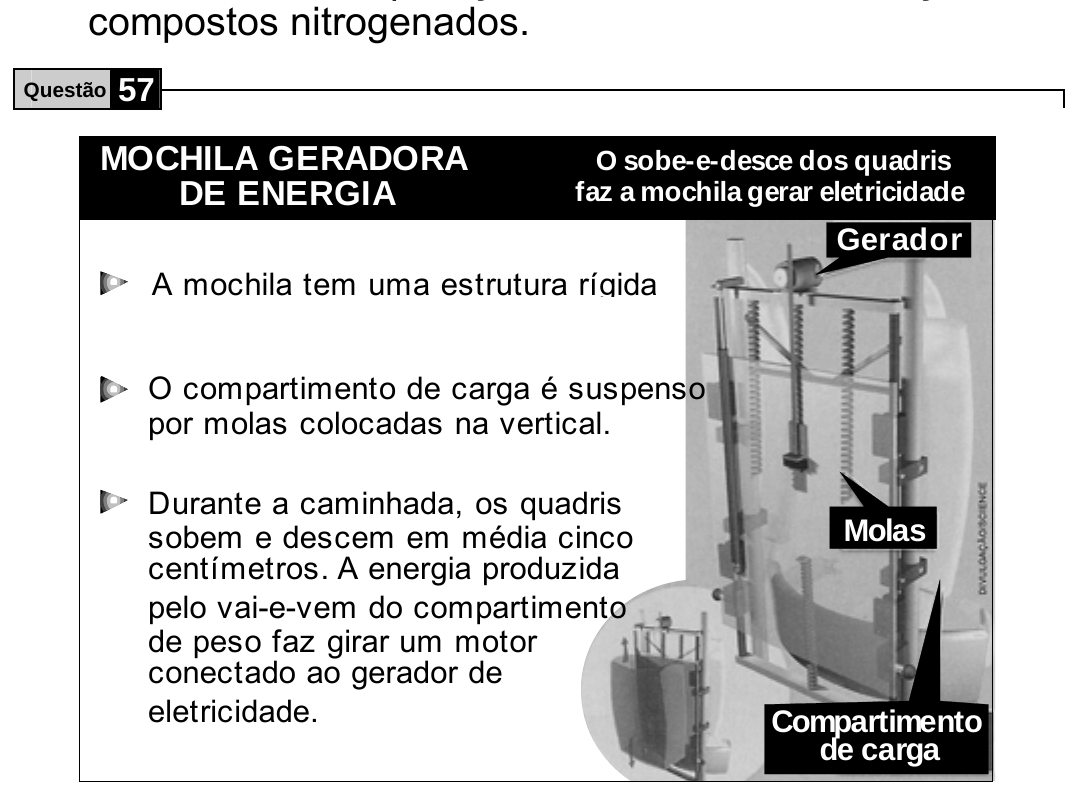 compostos nitrogenados.
Questão 57
MOCHILA GERADORA
DE ENERGIA
O sobe-e-desce dos quadris
faz a mochila gerar eletricidade
Gerador
A mochila tem uma estrutura rígida
O compartimento de carga é suspenso
por molas colocadas na vertical.
Durante a caminhada, os quadris
sobem e descem em média cinco
centímetros. A energia produzida
pelo vai-e-vem do compartimento
de peso faz girar um motor
conectado ao gerador de
eletricidade.
Molas
DIVULGAÇÃO/SCIENCE
Compartimento
de carga